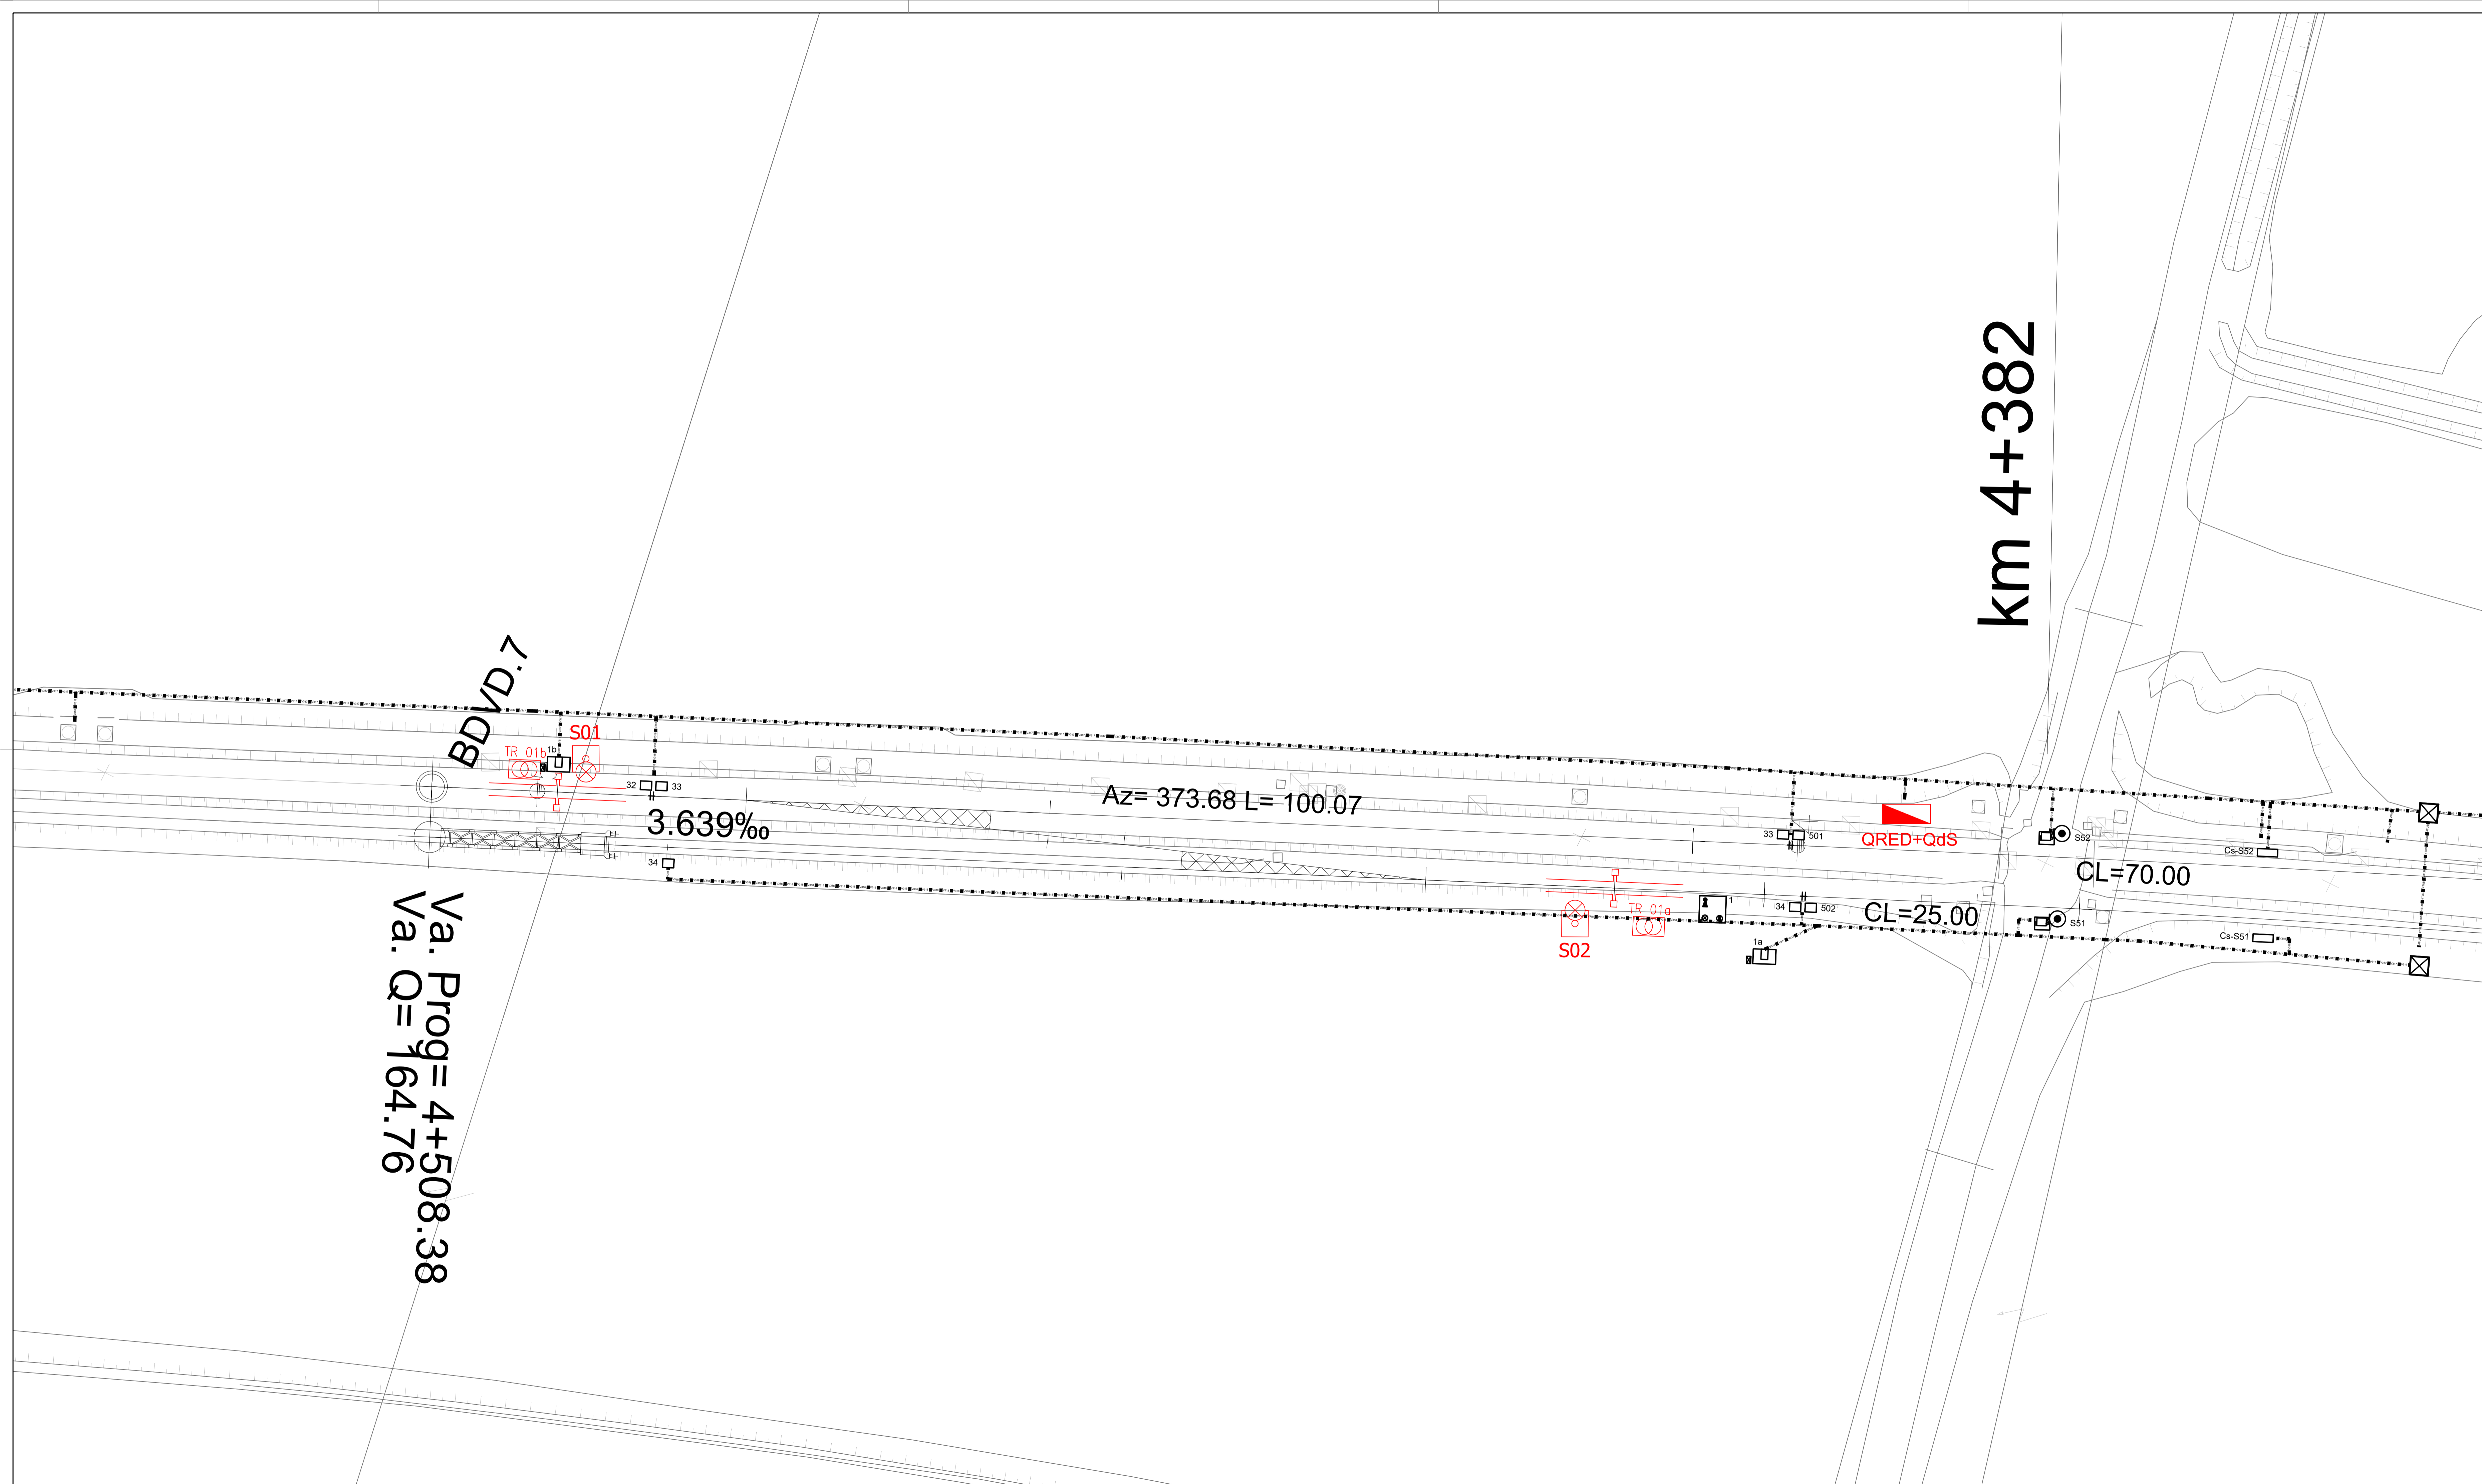 km 4+382
BDVD.7
S01
TR 01b
1b
32
33
3.639‰
Az= 373.68 L= 100.07
33
501
QRED+QdS
S52
Cs-S52
CL=70.00
34
TR 01a
1
34
502
CL=25.00
S51
Cs-S51
S02
1a
Va. Prog= 4+508.38
Va. Q= 164.76